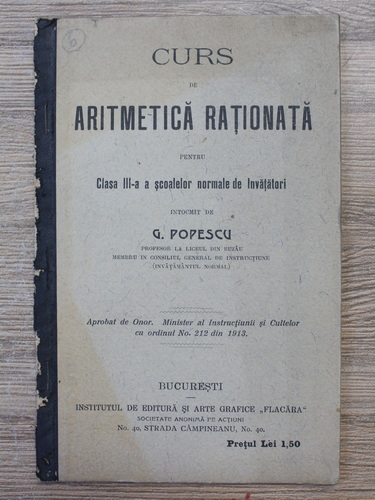 6
CURS
DE
ARITMETICĂ RAȚIONATĂ
PENTRU
Clasa III-a a școalelor normale de Învățători
INTOCMIT DE
G. POPESCU
PROFESOR LA LICEUL DIN BUZĂU
MEMBRU IN CONSILIUL GENERAL DE INSTRUCȚIUNE
(INVĂȚĂMÂNTUL NORMAL)
Aprobat de Onor. Minister al Instrucțiunii și Cultelor
cu ordinul No. 212 din 1913.
BUCUREȘTI
INSTITUTUL DE EDITURĂ ȘI ARTE GRAFICE „FLACĂRA“
SOCIETATE ANONIMĂ PE ACȚIUNI
No. 40, STRADA CÂMPINEANU, No. 40.
Prețul Lei 1,50